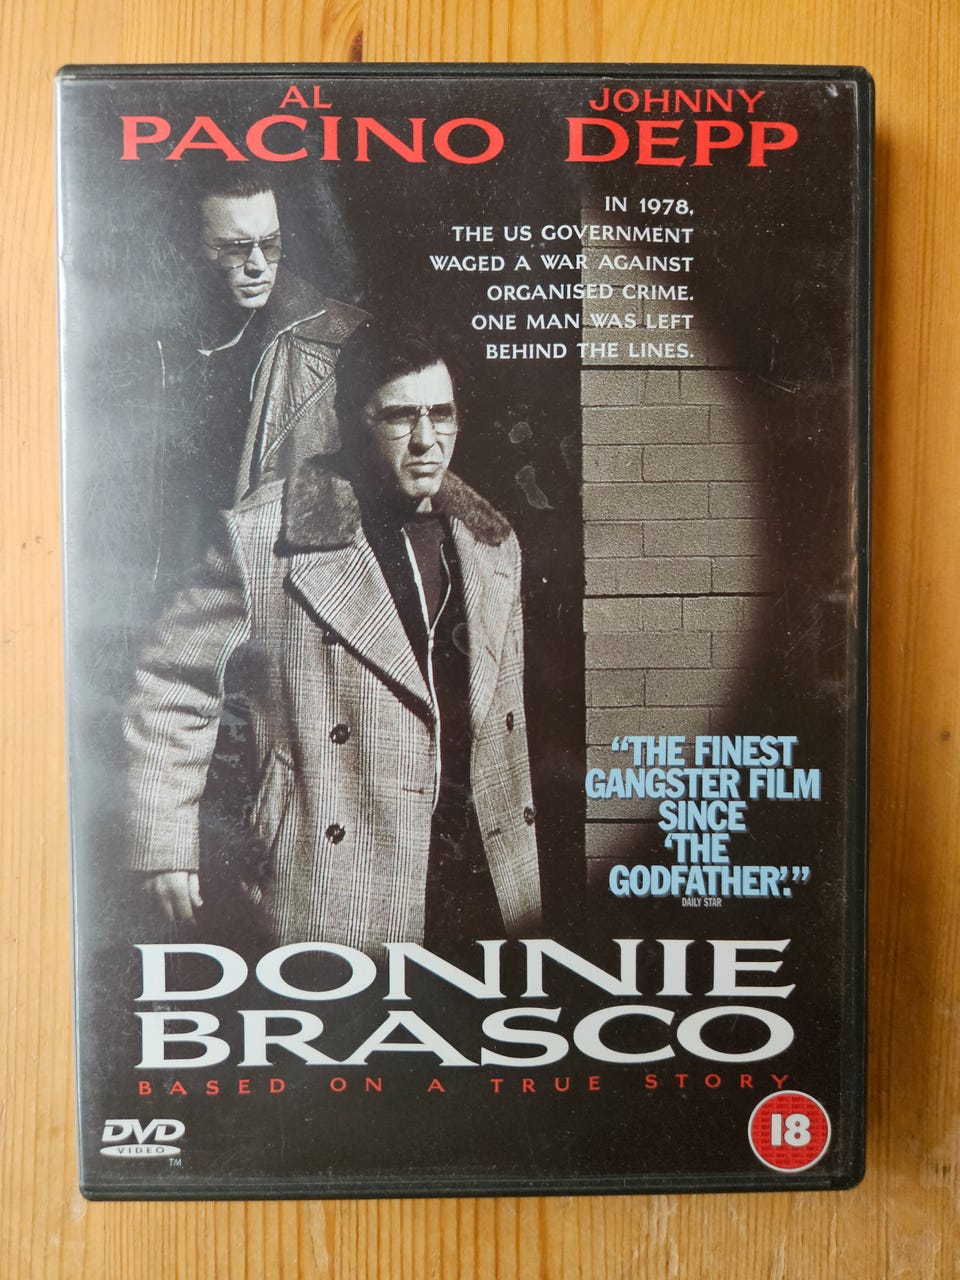 AL
PACINO
JOHNNY
DEPP
IN 1978,
THE US GOVERNMENT
WAGED A WAR AGAINST
ORGANISED CRIME.
ONE MAN WAS LEFT
BEHIND THE LINES.
“THE FINEST
GANGSTER FILM
SINCE
‘THE
GODFATHER’.”
DAILY STAR
DONNIE
BRASCO
BASED ON A TRUE STORY
DVD
VIDEO
TM
18